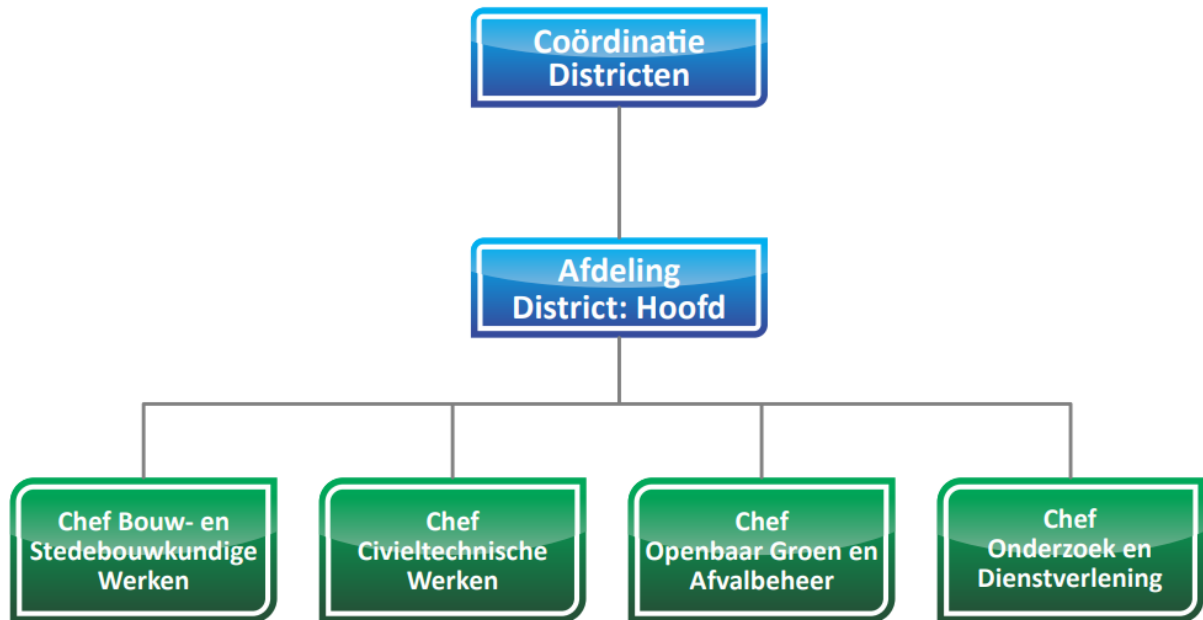 Coördinatie
Districten
Afdeling
District: Hoofd
Chef Bouw- en
Stedebouwkundige
Werken
Chef
Civieltechnische
Werken
Chef
Openbaar Groen en
Afvalbeheer
Chef
Onderzoek en
Dienstverlening